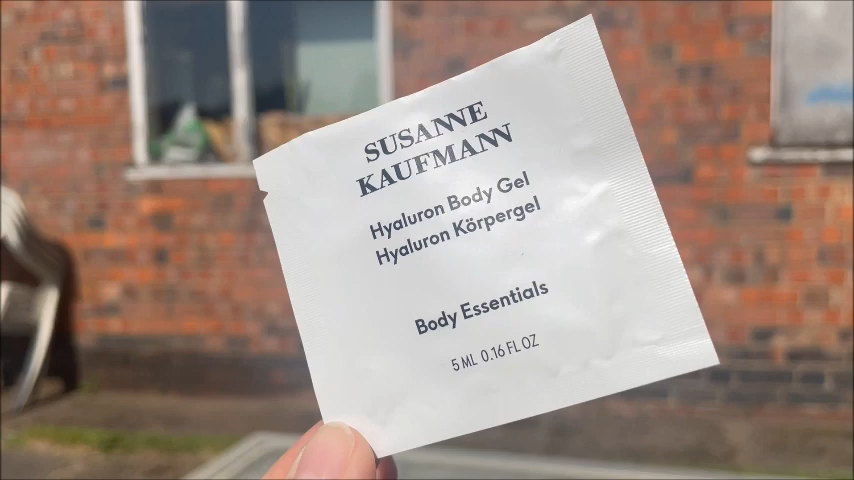 SUSANNE
KAUFMANN
Hyaluron Body Gel
Hyaluron Körpergel
Body Essentials
5 ML 0.16 FL OZ